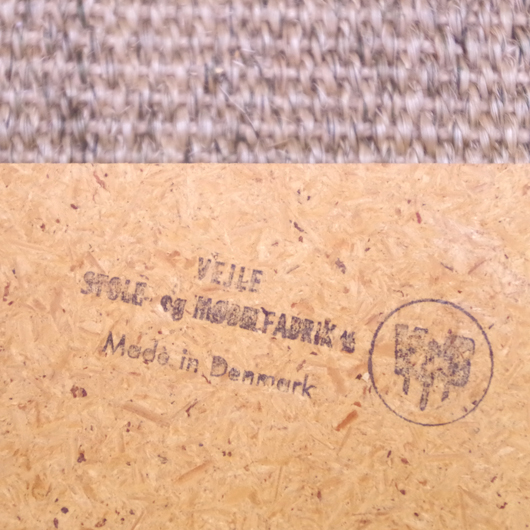 VEJLE
STOLE- og MØBELFABRIK
Made in Denmark